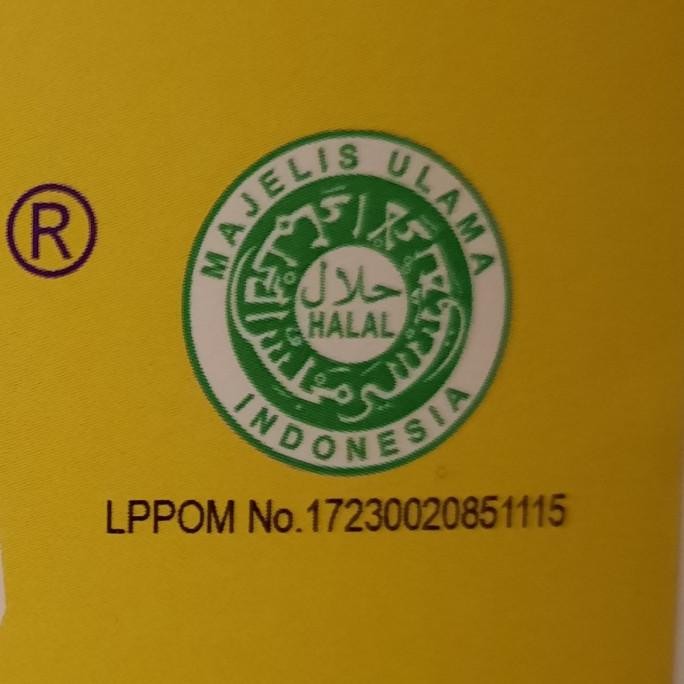 ®
MAJELIS ULAMA
حلال
HALAL
INDONESIA
LPPOM No.17230020851115